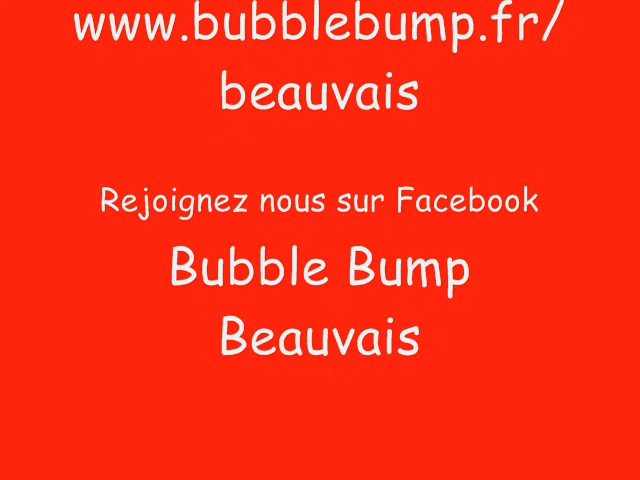 www.bubblebump.fr/
beauvais
Rejoignez nous sur Facebook
Bubble Bump
Beauvais